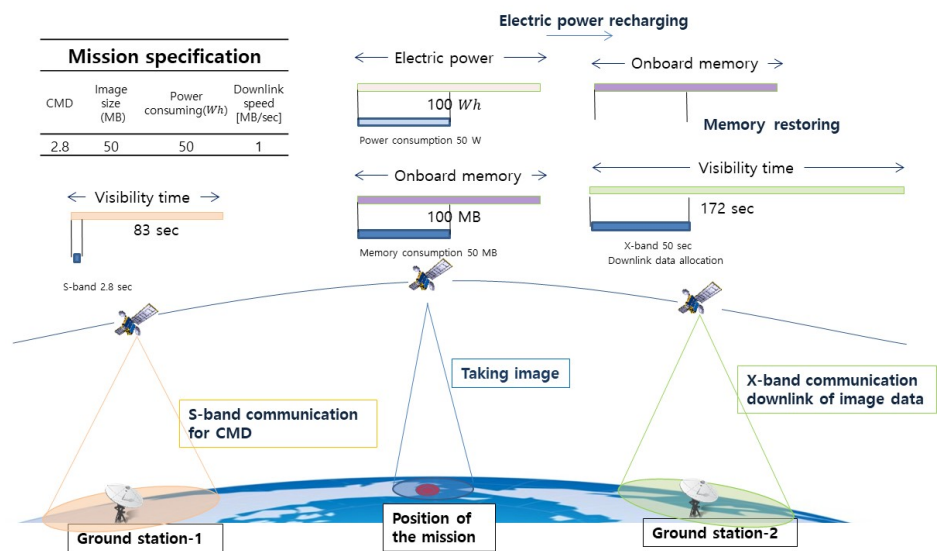 Electric power recharging
Mission specification
CMD
Image
size
(MB)
Power
consuming(Wh)
Downlink
speed
[MB/sec]
2.8
50
50
1
Electric power
100 Wh
Power consumption 50 W
Onboard memory
Memory restoring
Visibility time
83 sec
S-band 2.8 sec
Onboard memory
100 MB
Memory consumption 50 MB
Visibility time
172 sec
X-band 50 sec
Downlink data allocation
S-band communication
for CMD
Taking image
X-band communication
downlink of image data
Ground station-1
Position of
the mission
Ground station-2